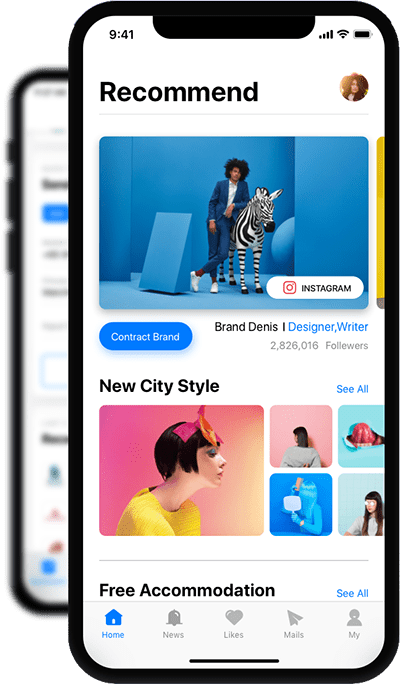 9:41
Recommend
INSTAGRAM
Contract Brand
Brand Denis | Designer,Writer
2,826,016 Followers
New City Style
See All
Free Accommodation
See All
Home
News
Likes
Mails
My